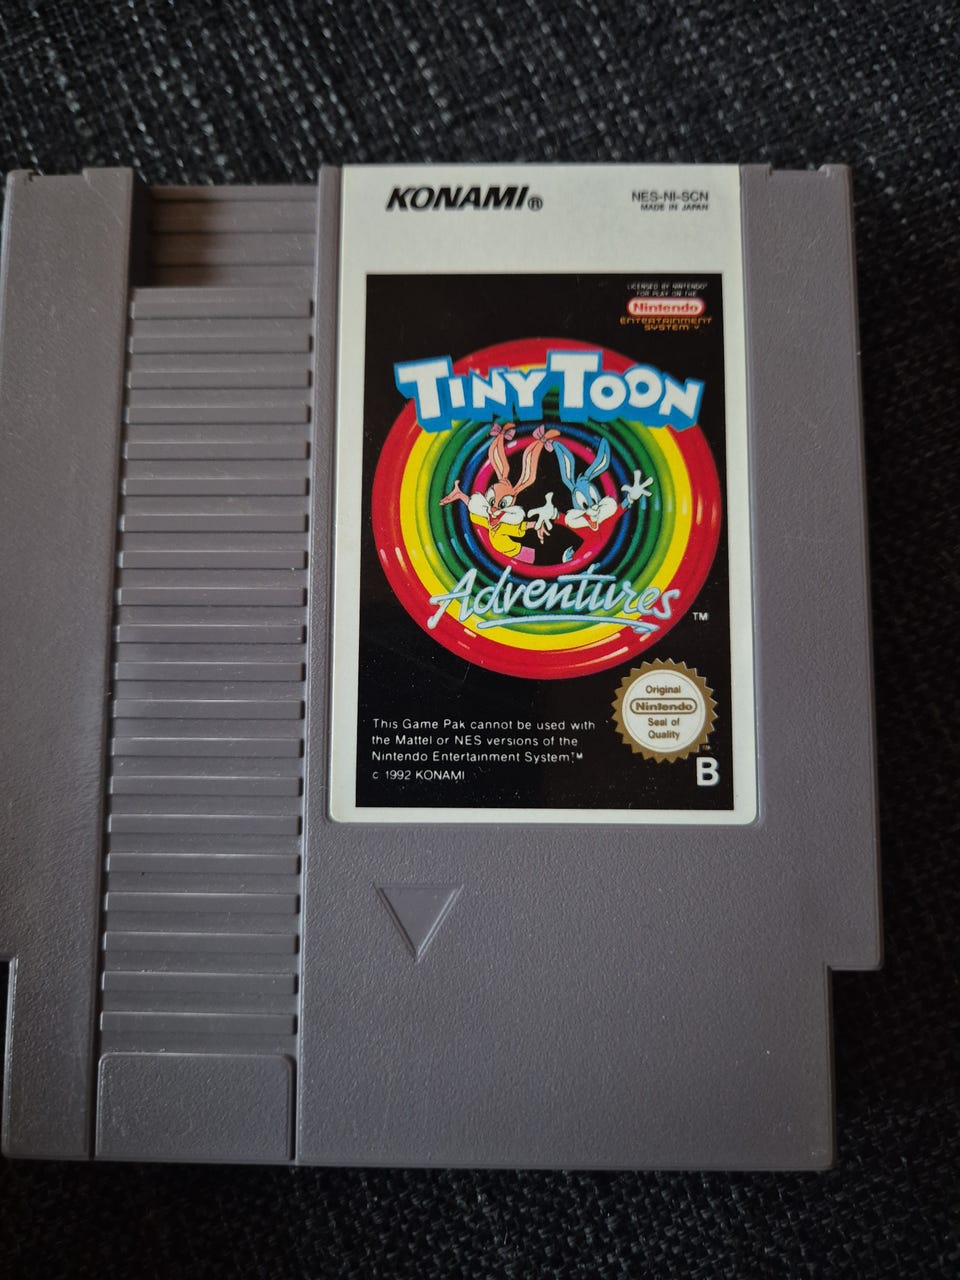 KONAMI®
NES-NI-SCN
MADE IN JAPAN
LICENSED BY NINTENDO®
FOR PLAY ON THE
Nintendo
ENTERTAINMENT
SYSTEM
TINY TOON
Adventures
TM
Original
Nintendo
Seal of
Quality
TM
This Game Pak cannot be used with
the Mattel or NES versions of the
Nintendo Entertainment System.™
c 1992 KONAMI
B